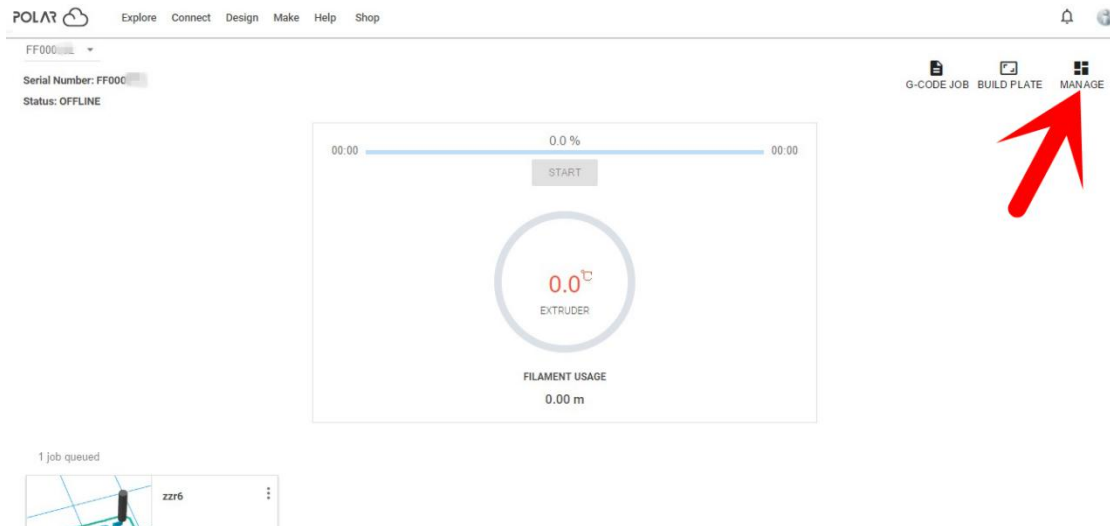 POLAR
Explore Connect Design Make Help Shop
FF000
Serial Number: FF000
Status: OFFLINE
G-CODE JOB BUILD PLATE MANAGE
0.0 %
00:00 00:00
START
0.0℃
EXTRUDER
FILAMENT USAGE
0.00 m
1 job queued
zzr6